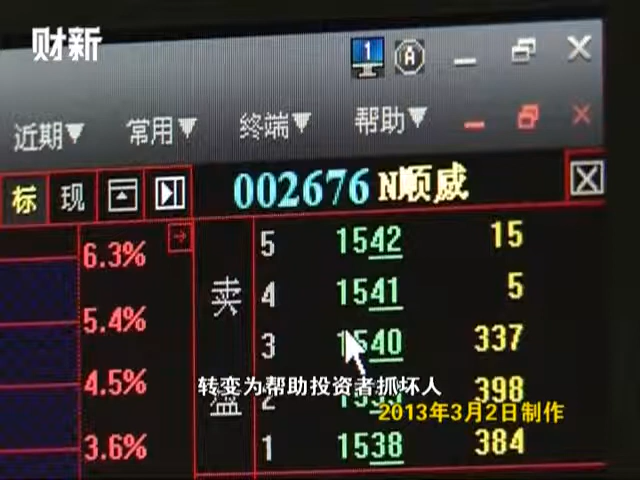 财新
1
A
近期▼ 常用▼ 终端▼ 帮助▼
标 现 002676 N顺威
6.3%
5.4%
4.5%
3.6%
卖
盘
5 1542 15
4 1541 5
3 1540 337
2 398
1 1538 384
转变为帮助投资者抓坏人
2013年3月2日制作